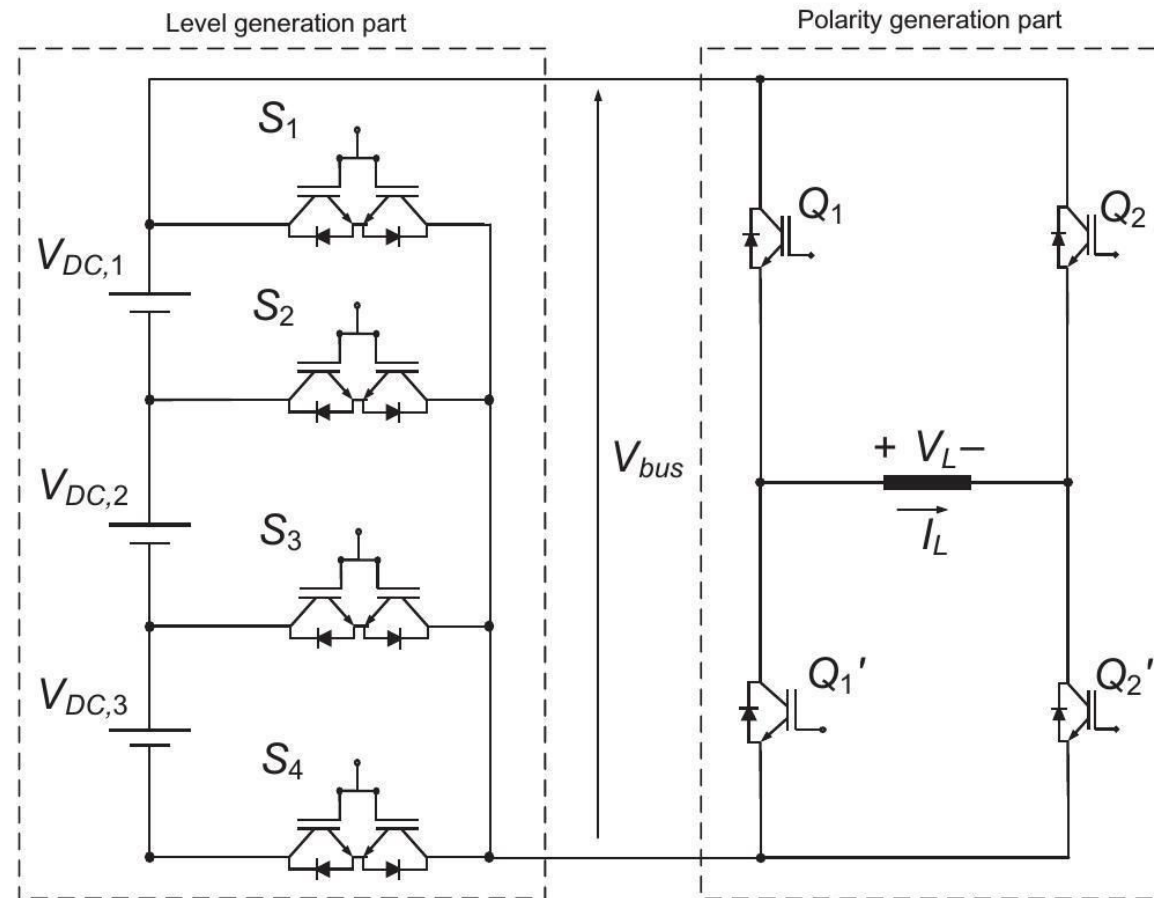 Level generation part
Polarity generation part
S1
Q1
Q2
VDC,1
S2
Vbus
+ VL–
IL
VDC,2
S3
Q1'
Q2'
VDC,3
S4